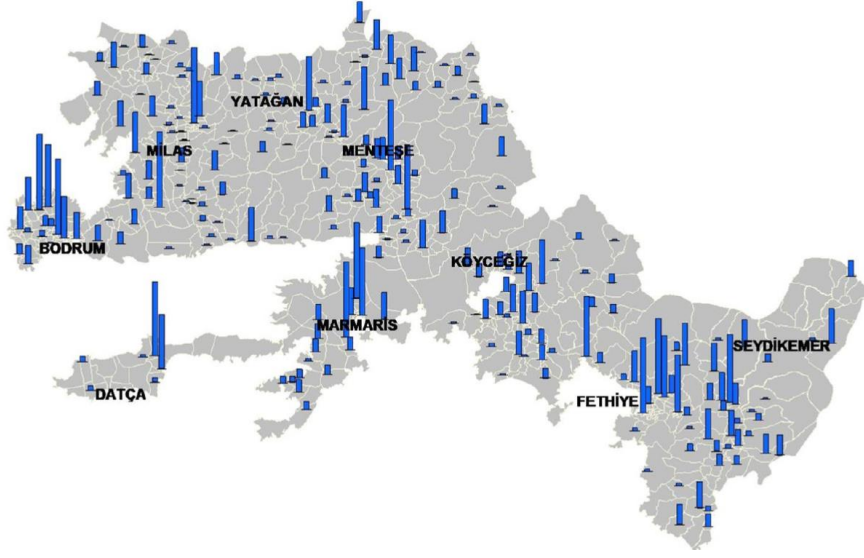 YATAĞAN
MİLAS
MENTEŞE
BODRUM
KÖYCEĞİZ
MARMARİS
SEYDİKEMER
DATÇA
FETHİYE